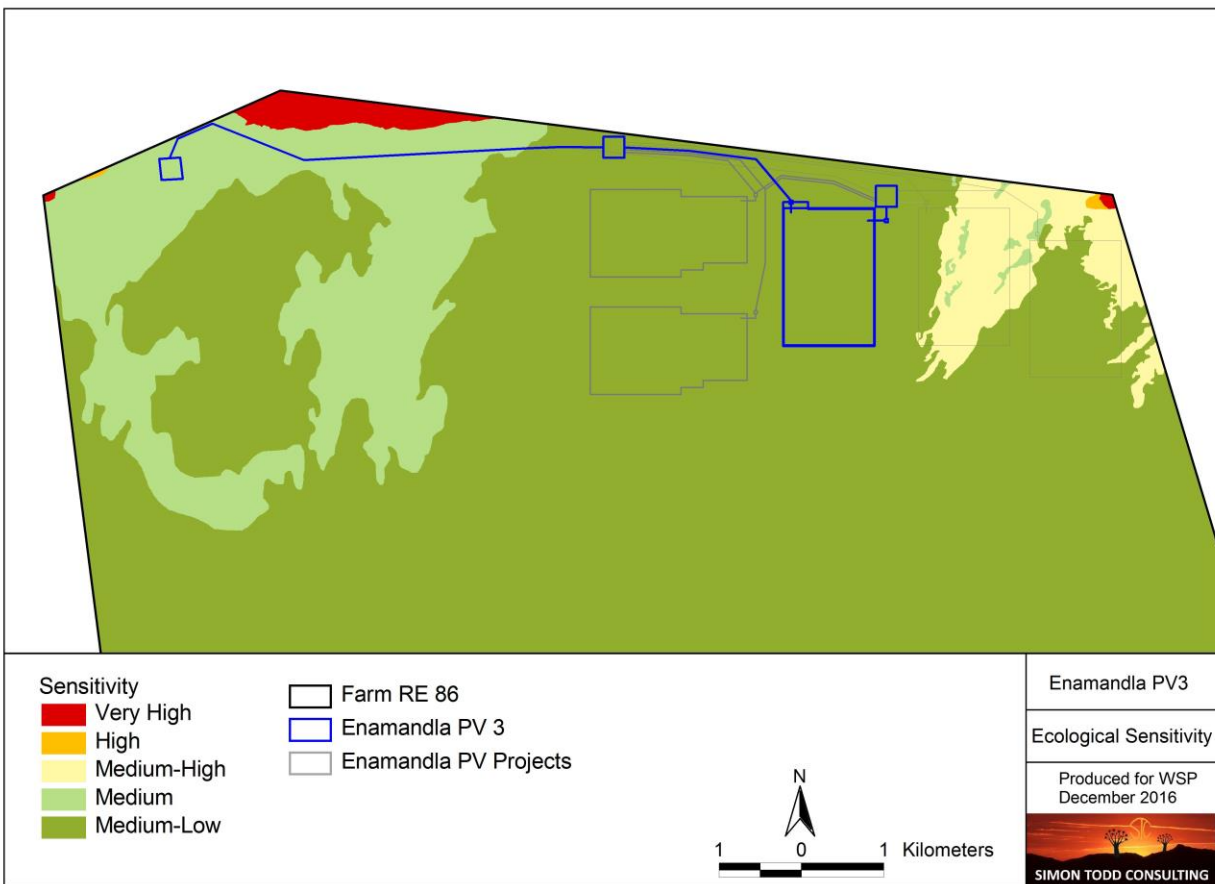 Sensitivity
Very High
High
Medium-High
Medium
Medium-Low
Farm RE 86
Enamandla PV 3
Enamandla PV Projects
N
1 0 1 Kilometers
Enamandla PV3
Ecological Sensitivity
Produced for WSP
December 2016
SIMON TODD CONSULTING